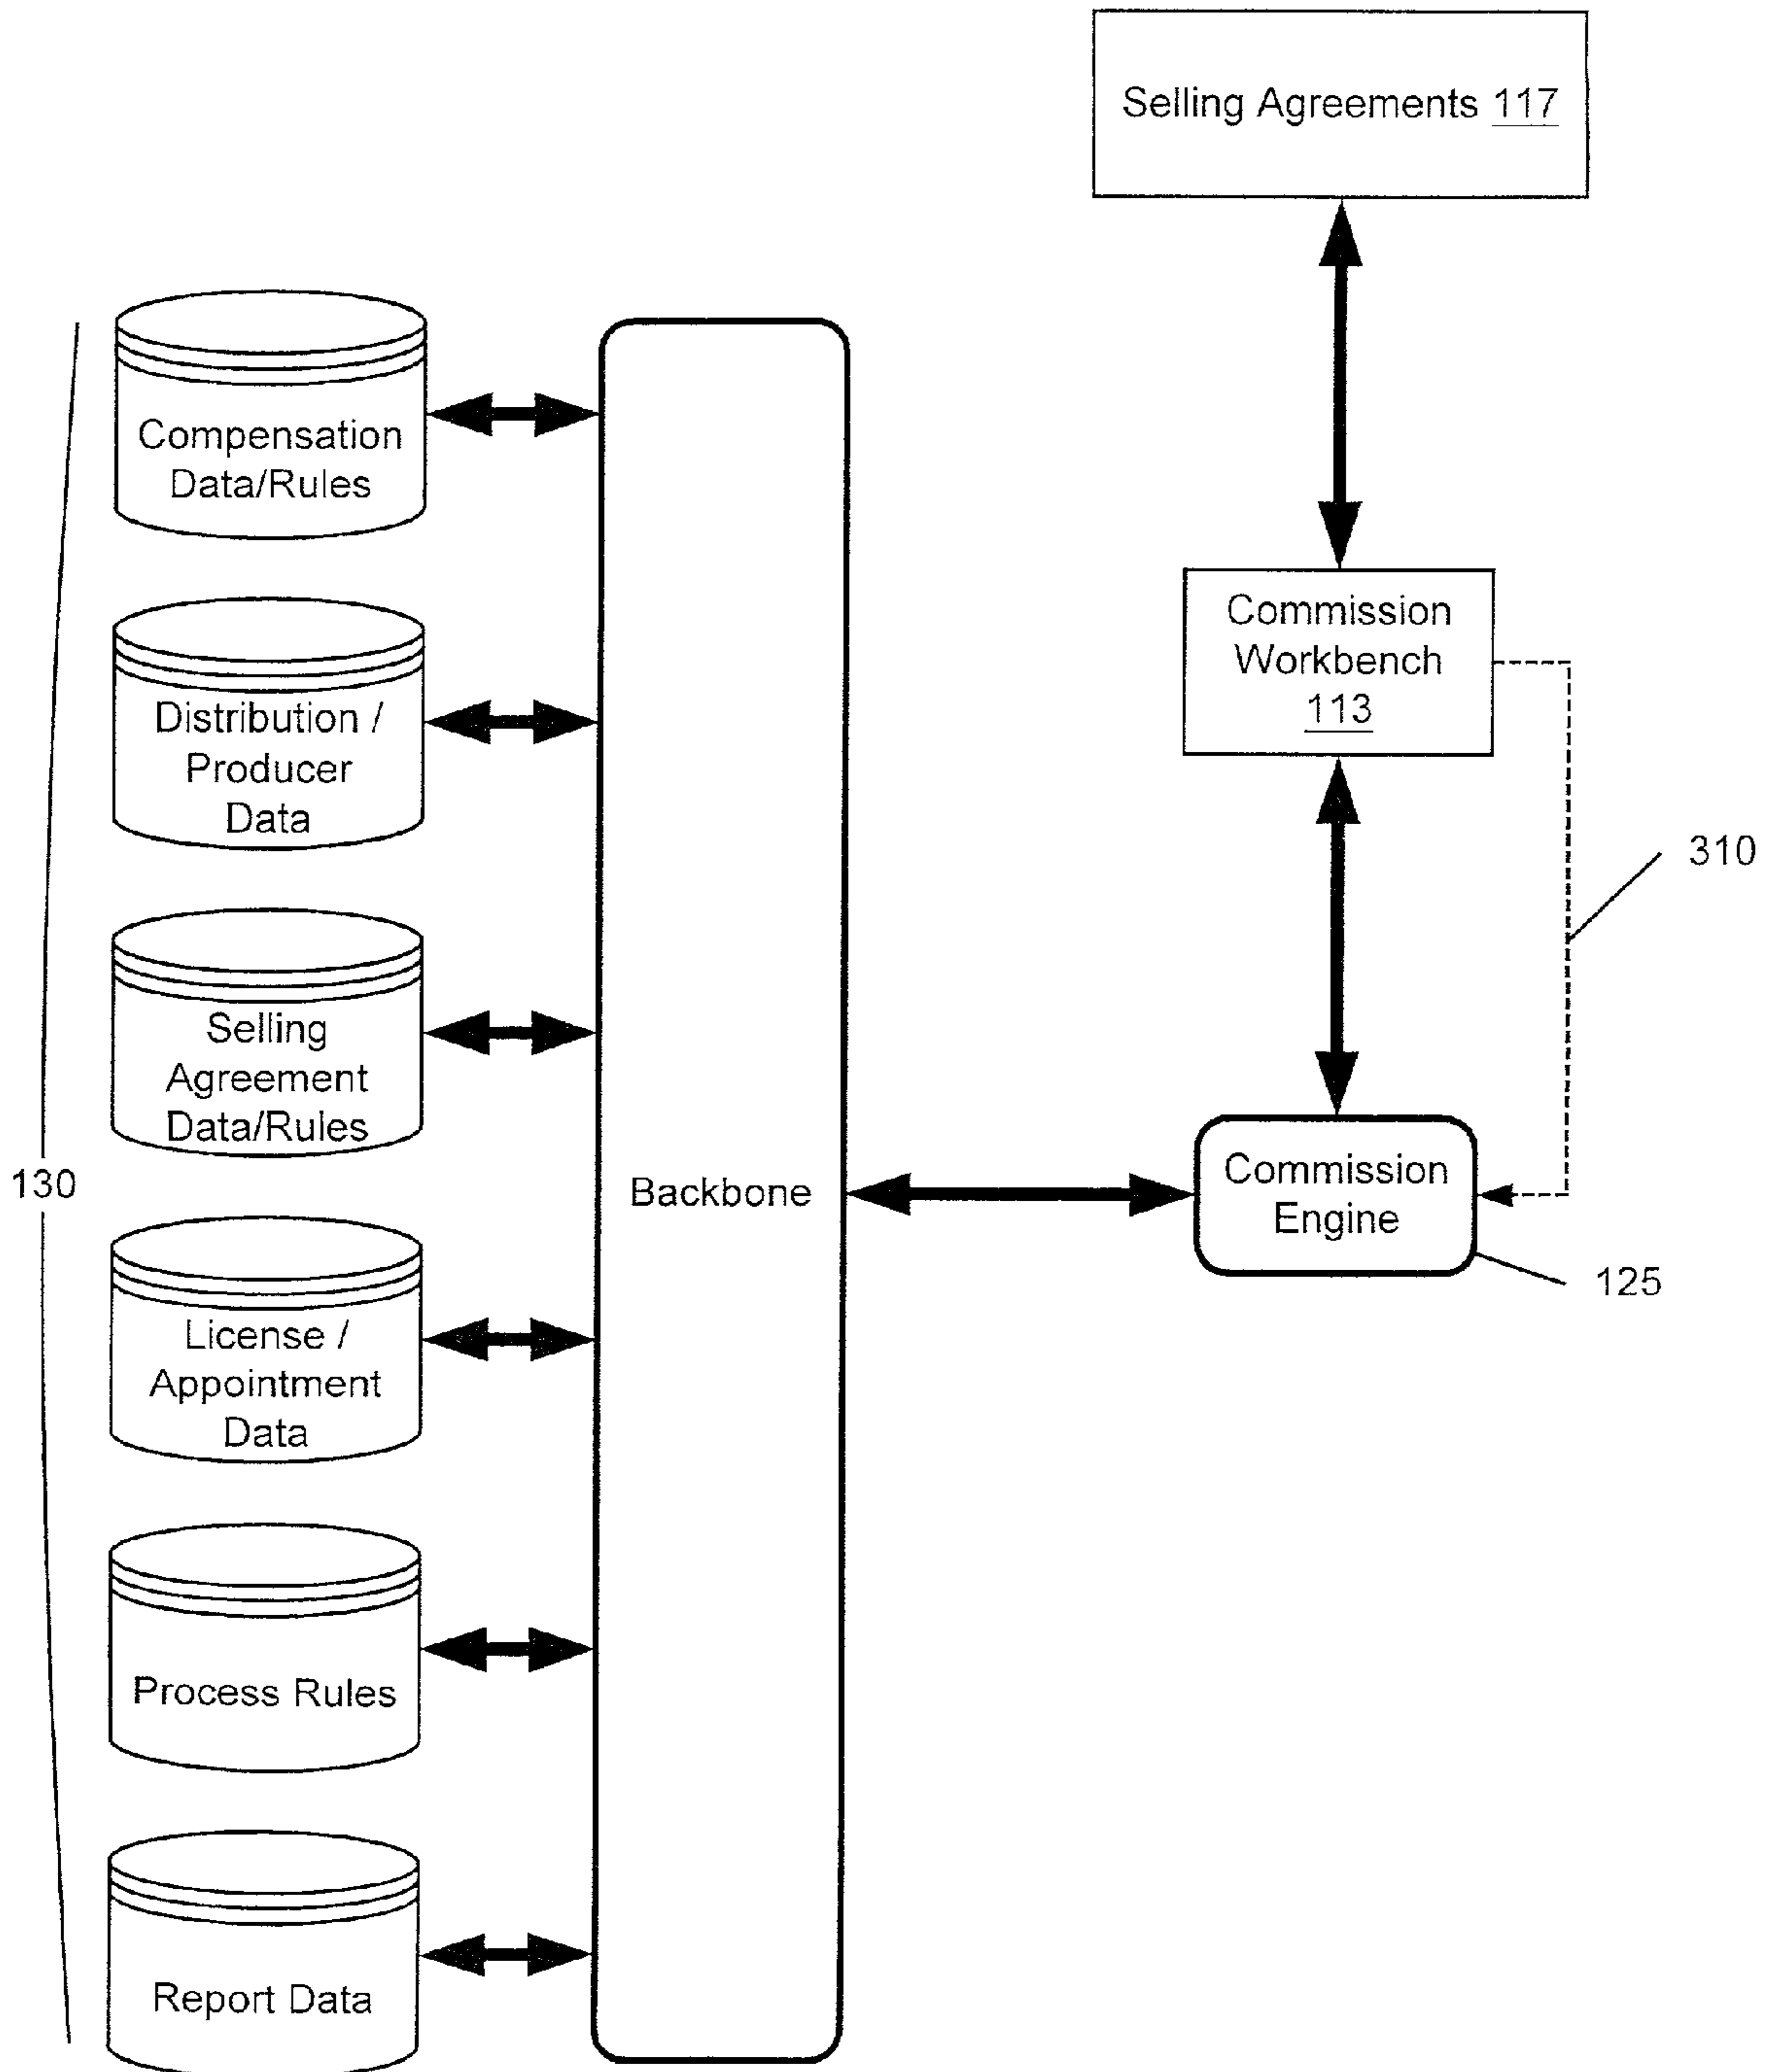 Selling Agreements 117
Compensation
Data/Rules
Distribution /
Producer
Data
Selling
Agreement
Data/Rules
License /
Appointment
Data
Process Rules
Report Data
130
Backbone
Commission
Workbench
113
310
Commission
Engine
125